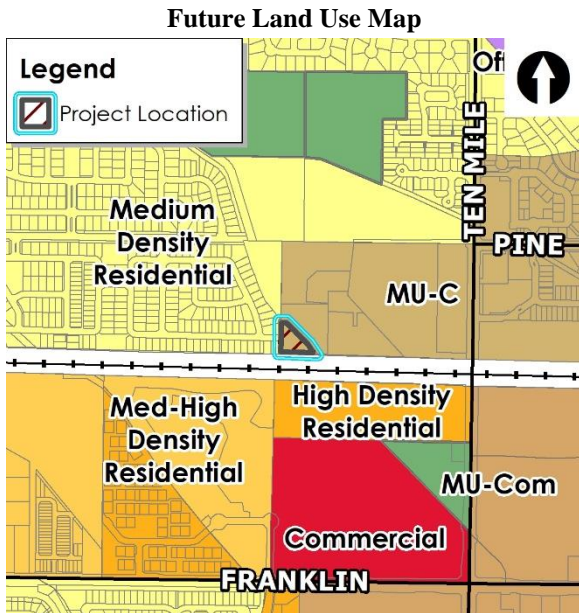 Future Land Use Map
Legend
Project Location
Off
TEN MILE
PINE
Medium
Density
Residential
MU-C
Med-High
Density
Residential
High Density
Residential
MU-Com
Commercial
FRANKLIN